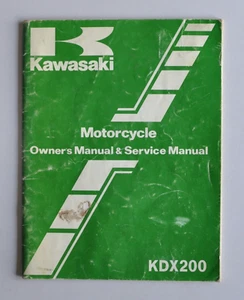 Kawasaki
Motorcycle
Owners Manual & Service Manual
KDX200